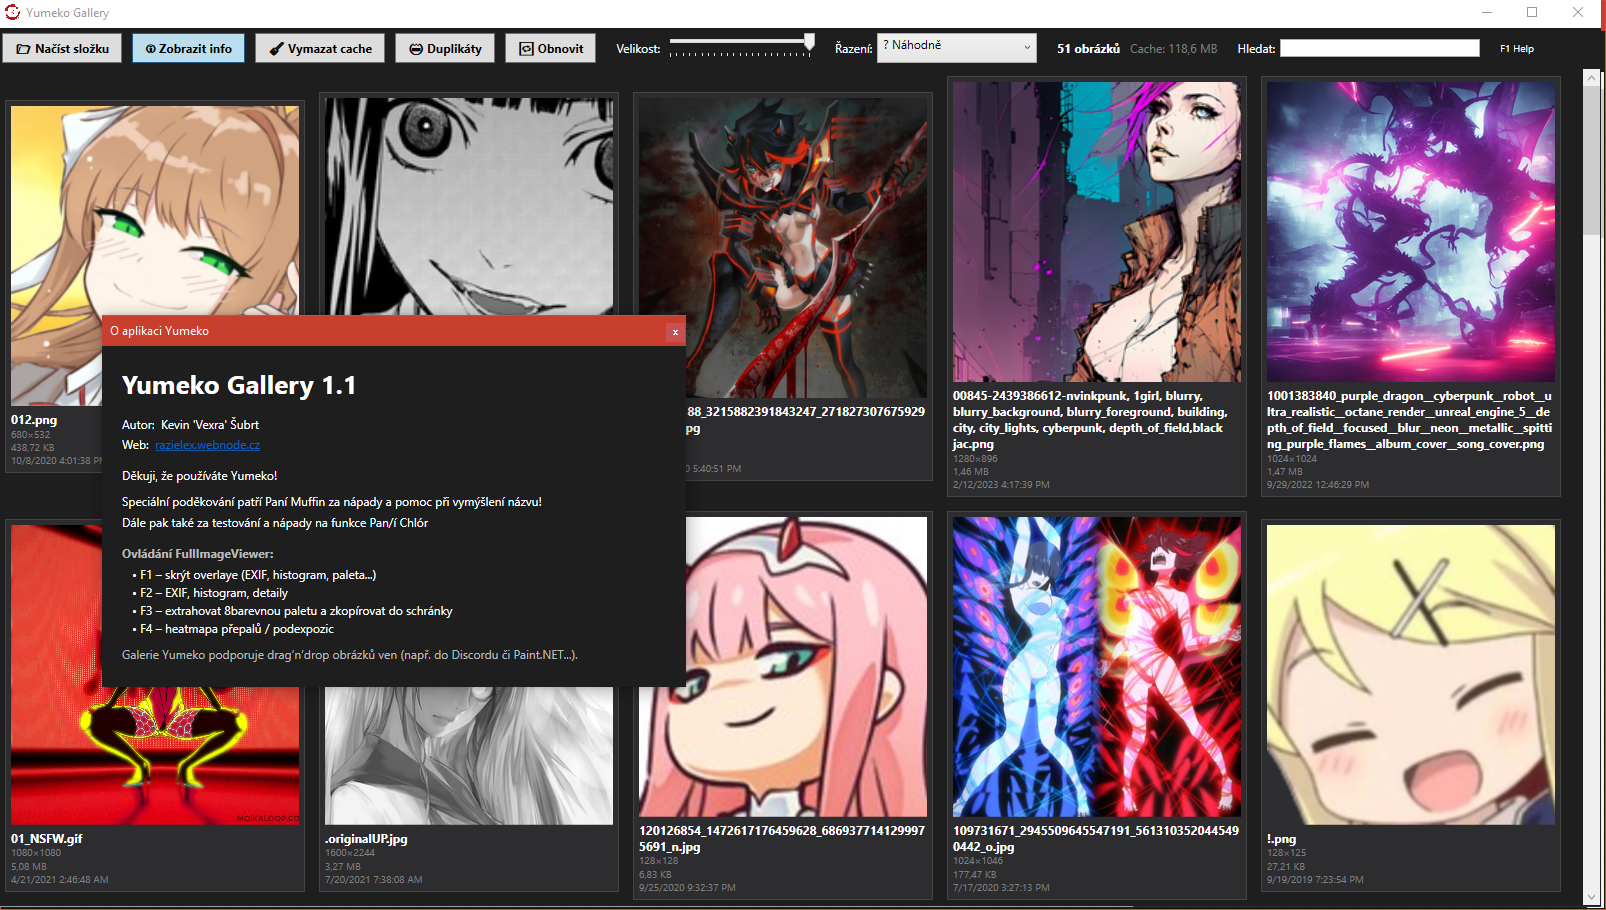 Yumeko Gallery
Načíst složku
Zobrazit info
Vymazat cache
Duplikáty
Obnovit
Velikost:
Řazení:
? Náhodně
51 obrázků
Cache: 118,6 MB
Hledat:
F1 Help
012.png
680×532
438,72 KB
10/8/2020 4:01:38
88_3215882391843247_271827307675929
pg
5:40:51 PM
00845-2439386612-nvinkpunk, 1girl, blurry,
blurry_background, blurry_foreground, building,
city, city_lights, cyberpunk, depth_of_field,black
jac.png
1280×896
1,46 MB
2/12/2023 4:17:39 PM
1001383840_purple_dragon__cyberpunk__robot__u
ltra_realistic__octane_render__unreal_engine_5__de
pth_of_field__focused__blur__neon__metallic__spitti
ng_purple_flames__album_cover__song_cover.png
1024×1024
1,47 MB
9/29/2022 12:46:29 PM
O aplikaci Yumeko
x
Yumeko Gallery 1.1
Autor: Kevin 'Vexra' Šubrt
Web: razielex.webnode.cz
Děkuji, že používáte Yumeko!
Speciální poděkování patří Paní Muffin za nápady a pomoc při vymýšlení názvu!
Dále pak také za testování a nápady na funkce Pan/í Chlór
Ovládání FullImageViewer:
• F1 – skrýt overlaye (EXIF, histogram, paleta...)
• F2 – EXIF, histogram, detaily
• F3 – extrahovat 8barevnou paletu a zkopírovat do schránky
• F4 – heatmapa přepalů / podexpozic
Galerie Yumeko podporuje drag’n’drop obrázků ven (např. do Discordu či Paint.NET...).
MOIKALOOP.CO
01_NSFW.gif
1080×1080
5,08 MB
4/21/2021 2:46:48 AM
.originalUP.jpg
1600×2244
3,27 MB
7/20/2021 7:38:08 AM
120126854_1472617176459628_686937714129997
5691_n.jpg
128×128
6,83 KB
9/25/2020 9:32:37 PM
109731671_2945509645547191_561310352044549
0442_o.jpg
1024×1046
177,47 KB
7/17/2020 3:27:13 PM
!.png
128×125
27,21 KB
9/19/2019 7:23:54 PM